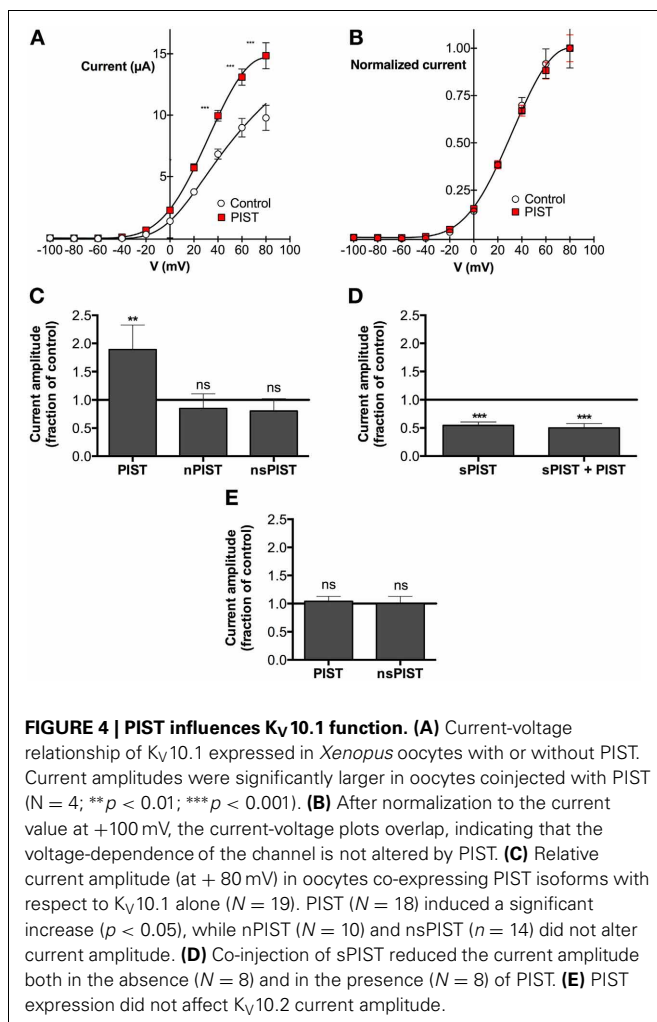 A
B
Current (µA)
Normalized current
15
10
5
***
***
***
***
1.00
0.75
0.50
0.25
Control
PIST
Control
PIST
-100 -80 -60 -40 -20 0 20 40 60 80 100
V (mV)
-100 -80 -60 -40 -20 0 20 40 60 80 100
V (mV)
C
D
Current amplitude
(fraction of control)
2.5
2.0
1.5
1.0
0.5
0.0
**
ns
ns
PIST nPIST nsPIST
Current amplitude
(fraction of control)
2.5
2.0
1.5
1.0
0.5
0.0
***
***
sPIST sPIST + PIST
E
Current amplitude
(fraction of control)
2.5
2.0
1.5
1.0
0.5
0.0
ns
ns
PIST nsPIST
FIGURE 4 | PIST influences KV10.1 function. (A) Current-voltage
relationship of KV10.1 expressed in Xenopus oocytes with or without PIST.
Current amplitudes were significantly larger in oocytes coinjected with PIST
(N = 4; **p < 0.01; ***p < 0.001). (B) After normalization to the current
value at +100 mV, the current-voltage plots overlap, indicating that the
voltage-dependence of the channel is not altered by PIST. (C) Relative
current amplitude (at + 80 mV) in oocytes co-expressing PIST isoforms with
respect to KV10.1 alone (N = 19). PIST (N = 18) induced a significant
increase (p < 0.05), while nPIST (N = 10) and nsPIST (n = 14) did not alter
current amplitude. (D) Co-injection of sPIST reduced the current amplitude
both in the absence (N = 8) and in the presence (N = 8) of PIST. (E) PIST
expression did not affect KV10.2 current amplitude.